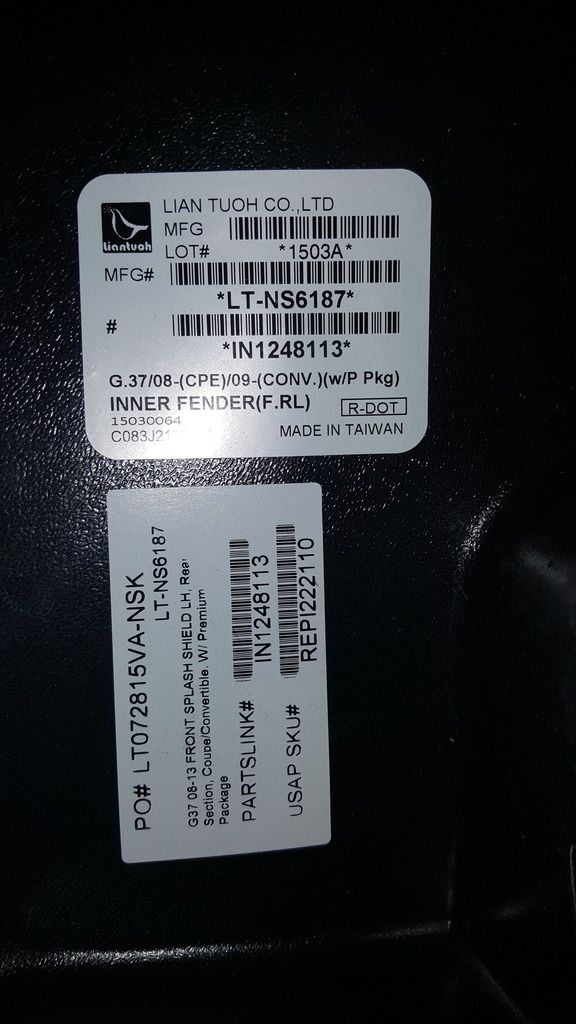 LIAN TUOH CO.,LTD
Liantuoh
MFG
LOT# *1503A*
MFG#
*LT-NS6187*
#
*IN1248113*
G.37/08-(CPE)/09-(CONV.)(w/P Pkg)
INNER FENDER(F.RL) R-DOT
15030064
MADE IN TAIWAN
PO# LT072815VA-NSK
LT-NS6187
G37 08-13 FRONT SPLASH SHIELD LH, Rear
Section, Coupe/Convertible. W/ Premium
Package
PARTSLINK# IN1248113
USAP SKU# REPI222110